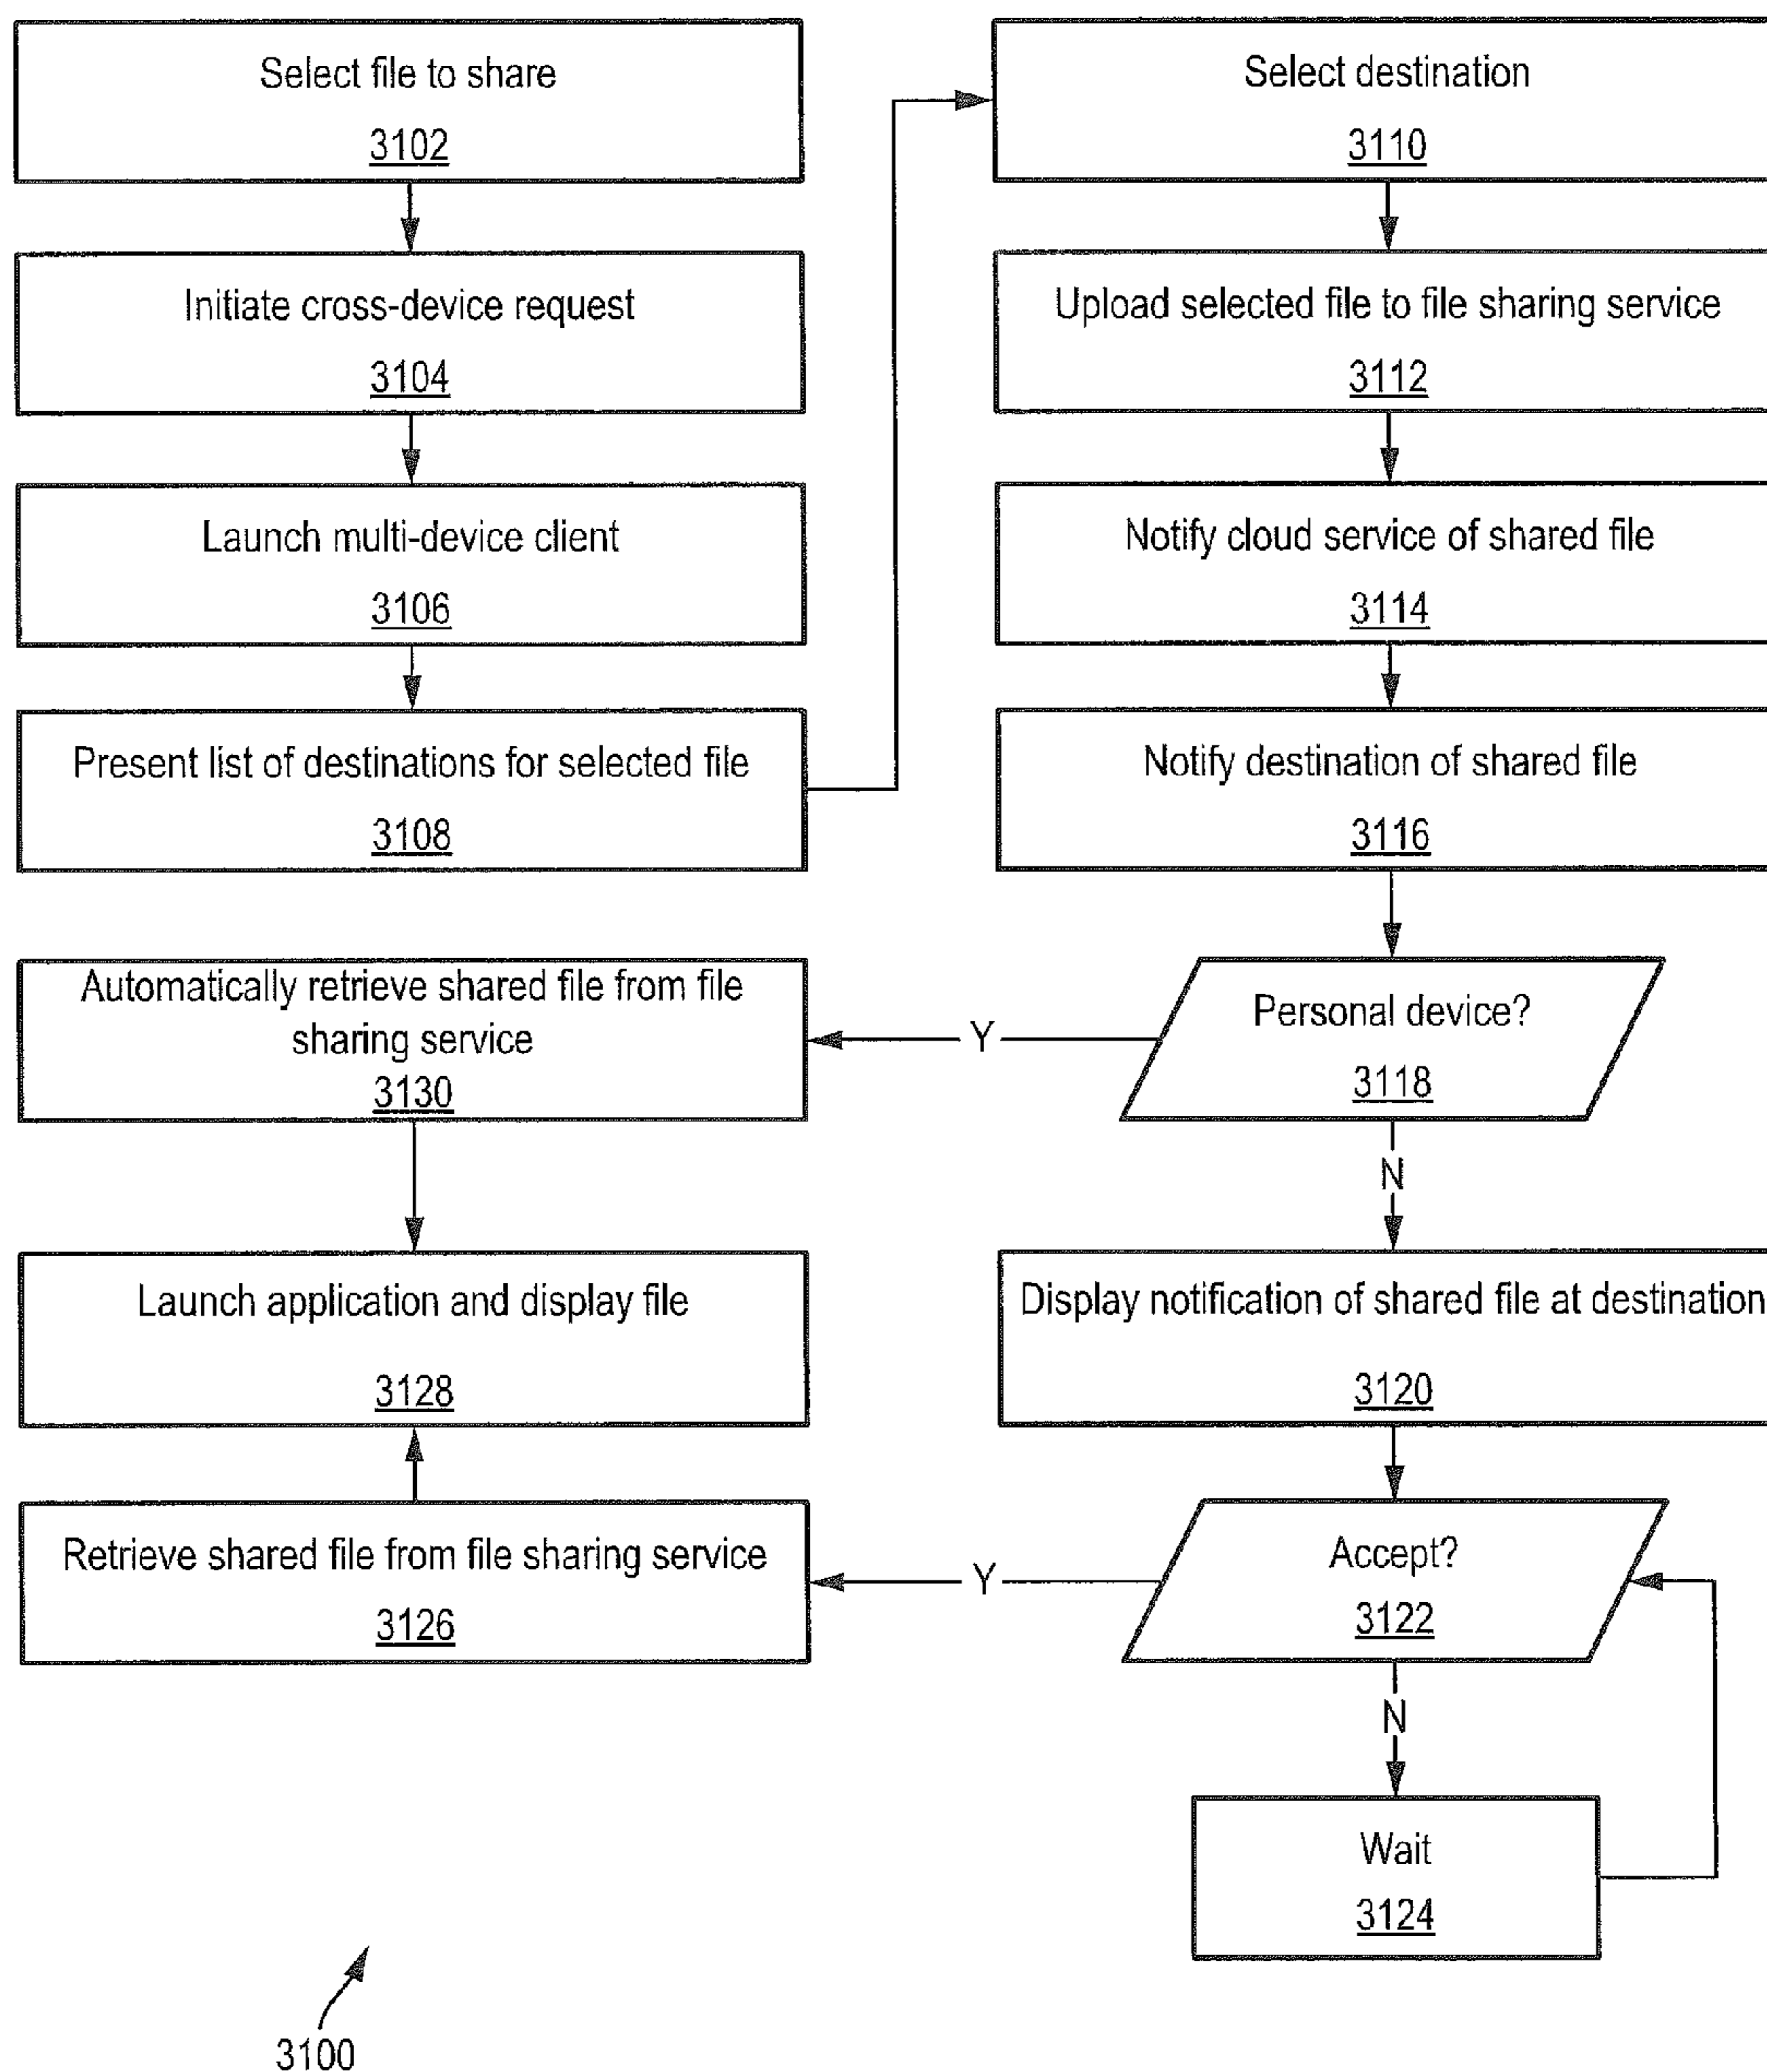 Select file to share
3102
Initiate cross-device request
3104
Launch multi-device client
3106
Present list of destinations for selected file
3108
Select destination
3110
Upload selected file to file sharing service
3112
Notify cloud service of shared file
3114
Notify destination of shared file
3116
Personal device?
3118
Y
N
Automatically retrieve shared file from file
sharing service
3130
Display notification of shared file at destination
3120
Accept?
3122
Y
N
Wait
3124
Retrieve shared file from file sharing service
3126
Launch application and display file
3128
3100